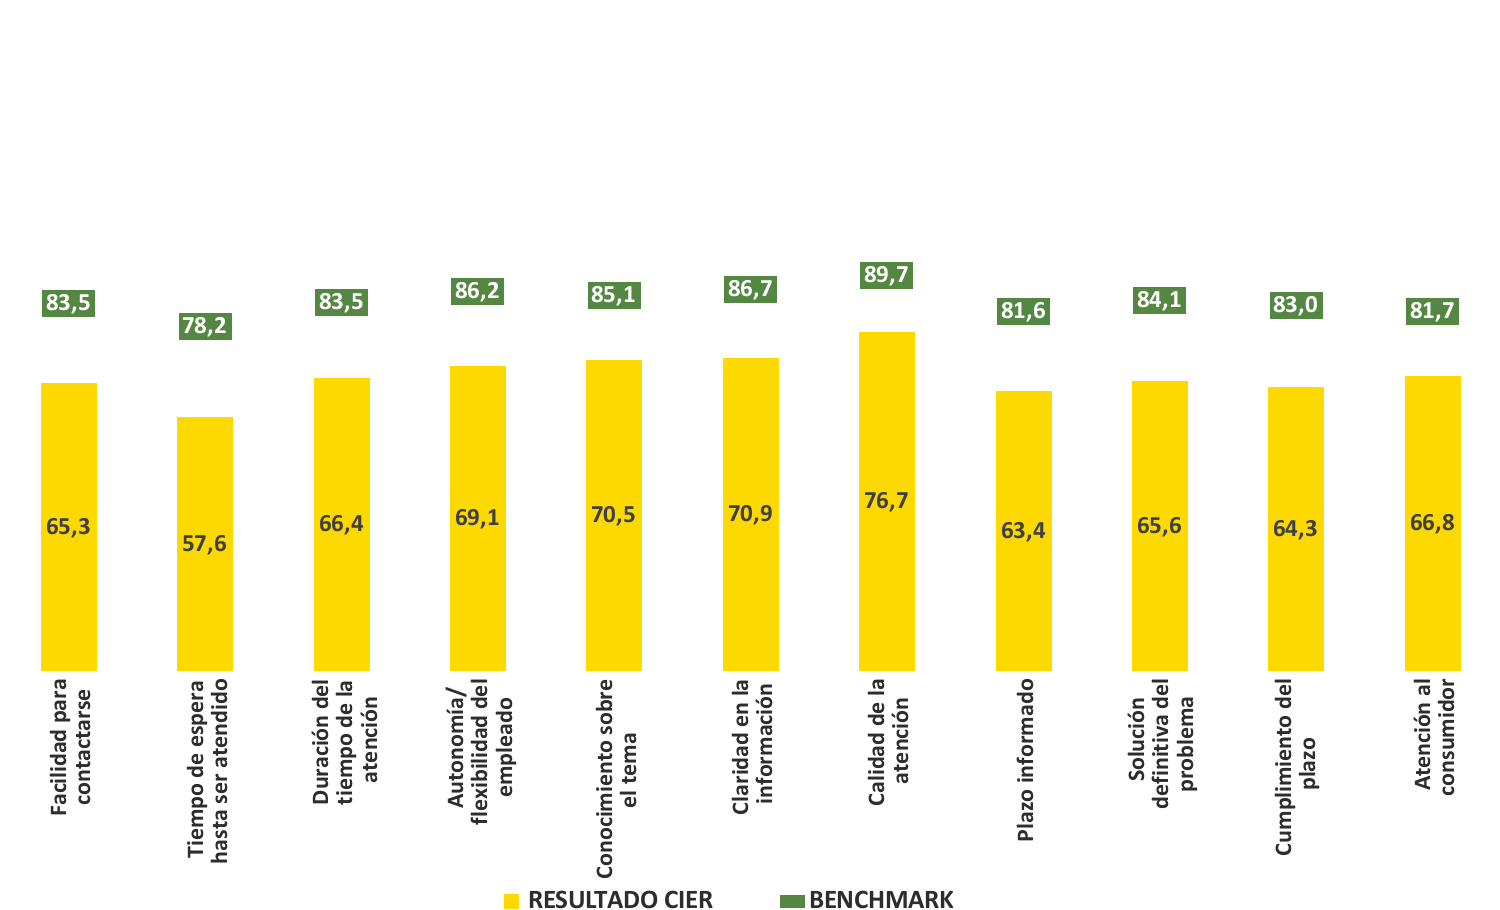 83,5
78,2
83,5
86,2
85,1
86,7
89,7
81,6
84,1
83,0
81,7
65,3
57,6
66,4
69,1
70,5
70,9
76,7
63,4
65,6
64,3
66,8
Facilidad para
contactarse
Tiempo de espera
hasta ser atendido
Duración del
tiempo de la
atención
Autonomía/
flexibilidad del
empleado
Conocimiento sobre
el tema
Claridad en la
información
Calidad de la
atención
Plazo informado
Solución
definitiva del
problema
Cumplimiento del
plazo
Atención al
consumidor
RESULTADO CIER
BENCHMARK